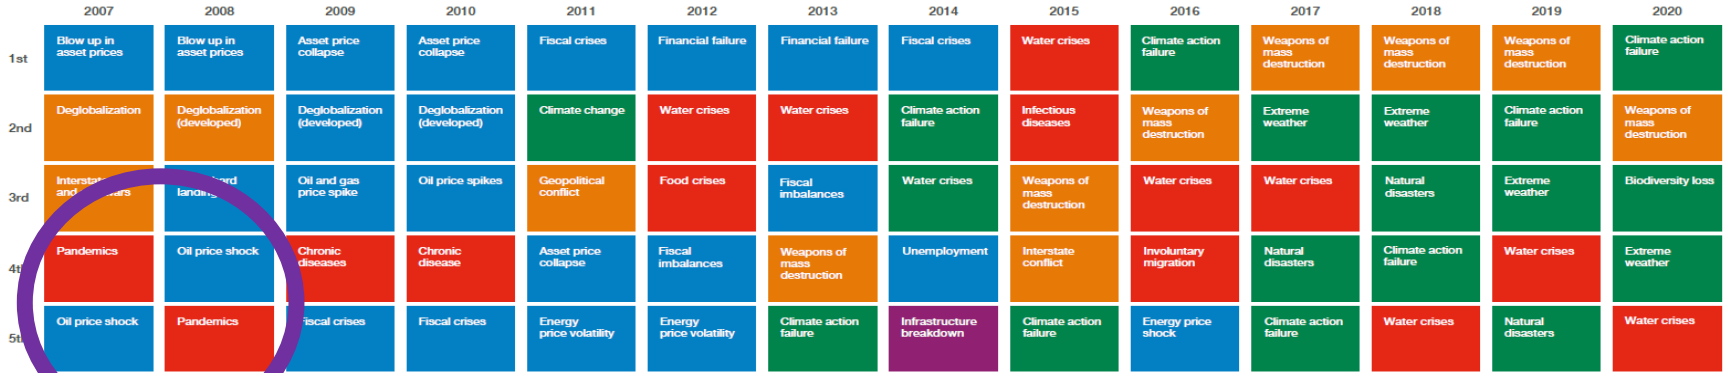 2007 2008 2009 2010 2011 2012 2013 2014 2015 2016 2017 2018 2019 2020
1st
Blow up in
asset prices
Blow up in
asset prices
Asset price
collapse
Asset price
collapse
Fiscal crises
Financial failure
Financial failure
Fiscal crises
Water crises
Climate action
failure
Weapons of
mass
destruction
Weapons of
mass
destruction
Weapons of
mass
destruction
Climate action
failure
2nd
Deglobalization
Deglobalization
(developed)
Deglobalization
(developed)
Deglobalization
(developed)
Climate change
Water crises
Water crises
Climate action
failure
Infectious
diseases
Weapons of
mass
destruction
Extreme
weather
Extreme
weather
Climate action
failure
Weapons of
mass
destruction
3rd
and
Oil and gas
price spike
Oil price spikes
Geopolitical
conflict
Food crises
Fiscal
imbalances
Water crises
Weapons of
mass
destruction
Water crises
Water crises
Natural
disasters
Extreme
weather
Biodiversity loss
Pandemics
Oil price shock
Chronic
diseases
Chronic
disease
Asset price
collapse
Fiscal
imbalances
Weapons of
mass
destruction
Unemployment
Interstate
conflict
Involuntary
migration
Natural
disasters
Climate action
failure
Water crises
Extreme
weather
Oil price shock
Pandemics
Fiscal crises
Fiscal crises
Energy
price volatility
Energy
price volatility
Climate action
failure
Infrastructure
breakdown
Climate action
failure
Energy price
shock
Climate action
failure
Water crises
Natural
disasters
Water crises